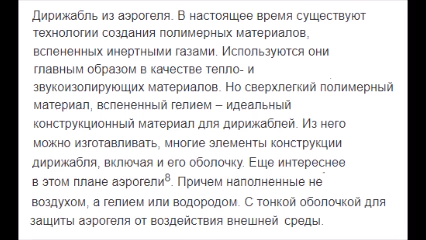 Дирижабль из аэрогеля. В настоящее время существуют
технологии создания полимерных материалов,
вспененных инертными газами. Используются они
главным образом в качестве тепло- и
звукоизолирующих материалов. Но сверхлегкий полимерный
материал, вспененный гелием – идеальный
конструкционный материал для дирижаблей. Из него
можно изготавливать, многие элементы конструкции
дирижабля, включая и его оболочку. Еще интереснее
в этом плане аэрогели⁸. Причем наполненные не
воздухом, а гелием или водородом. С тонкой оболочкой для
защиты аэрогеля от воздействия внешней среды.